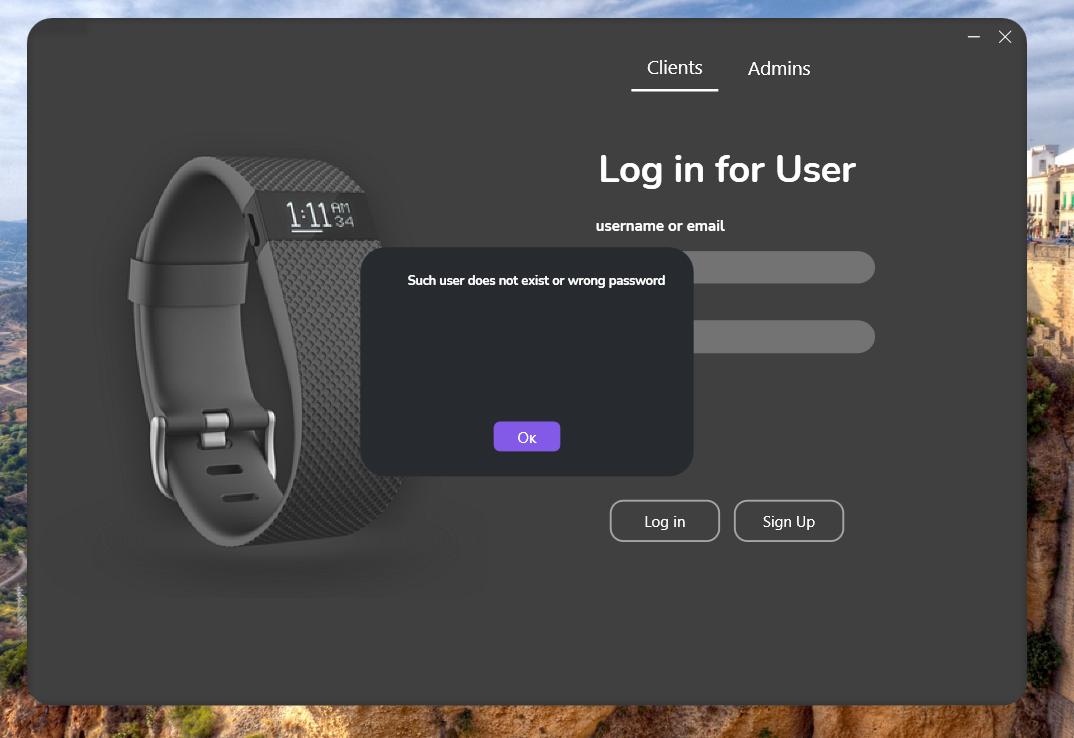 Clients Admins
Log in for User
username or email
1:11 AM 34
Such user does not exist or wrong password
Ок
Log in Sign Up